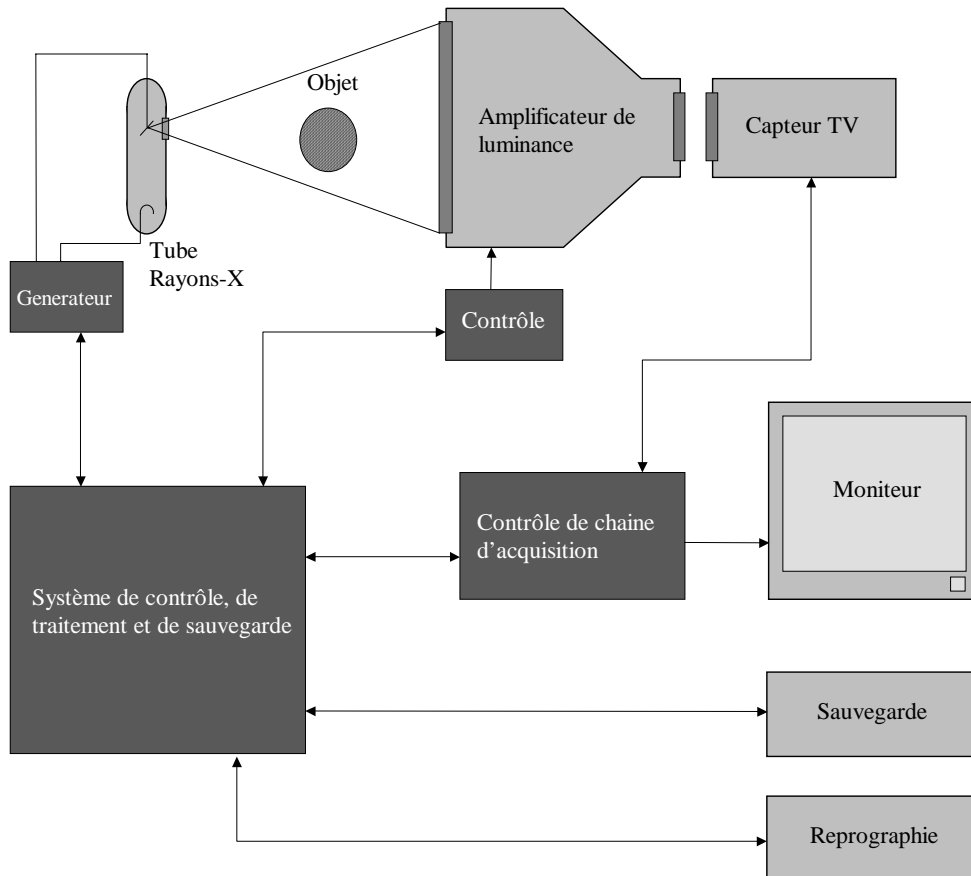 Objet
Amplificateur de
luminance
Capteur TV
Tube
Rayons-X
Génerateur
Contrôle
Moniteur
Contrôle de chaine
d'acquisition
Système de contrôle, de
traitement et de sauvegarde
Sauvegarde
Reprographie